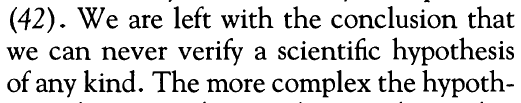 (42). We are left with the conclusion that
we can never verify a scientific hypothesis
of any kind. The more complex the hypoth-